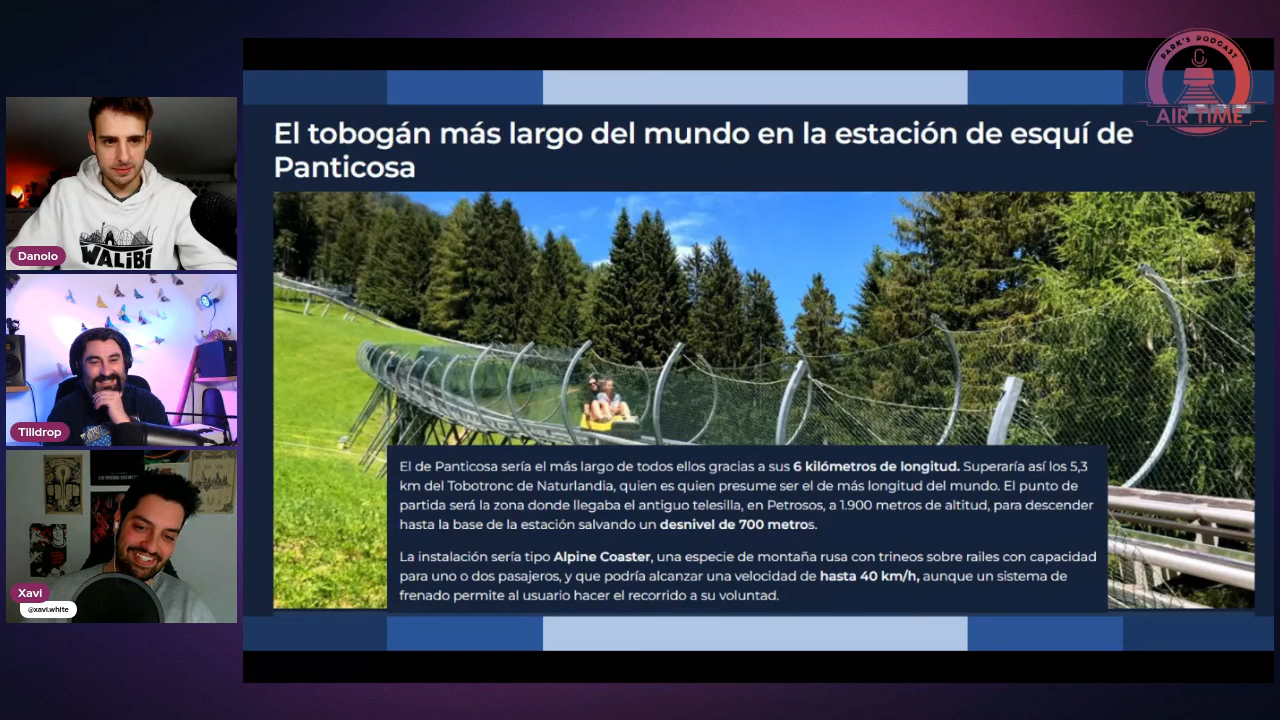 PARK'S PODCAST
AIR TIME
El tobogán más largo del mundo en la estación de esquí de
Panticosa
WALIBI
Danolo
Tilldrop
Xavi
@xavi.white
El de Panticosa sería el más largo de todos ellos gracias a sus 6 kilómetros de longitud. Superaría así los 5,3
km del Tobotronc de Naturlandia, quien es quien presume ser el de más longitud del mundo. El punto de
partida será la zona donde llegaba el antiguo telesilla, en Petrosos, a 1.900 metros de altitud, para descender
hasta la base de la estación salvando un desnivel de 700 metros.
La instalación sería tipo Alpine Coaster, una especie de montaña rusa con trineos sobre railes con capacidad
para uno o dos pasajeros, y que podría alcanzar una velocidad de hasta 40 km/h, aunque un sistema de
frenado permite al usuario hacer el recorrido a su voluntad.